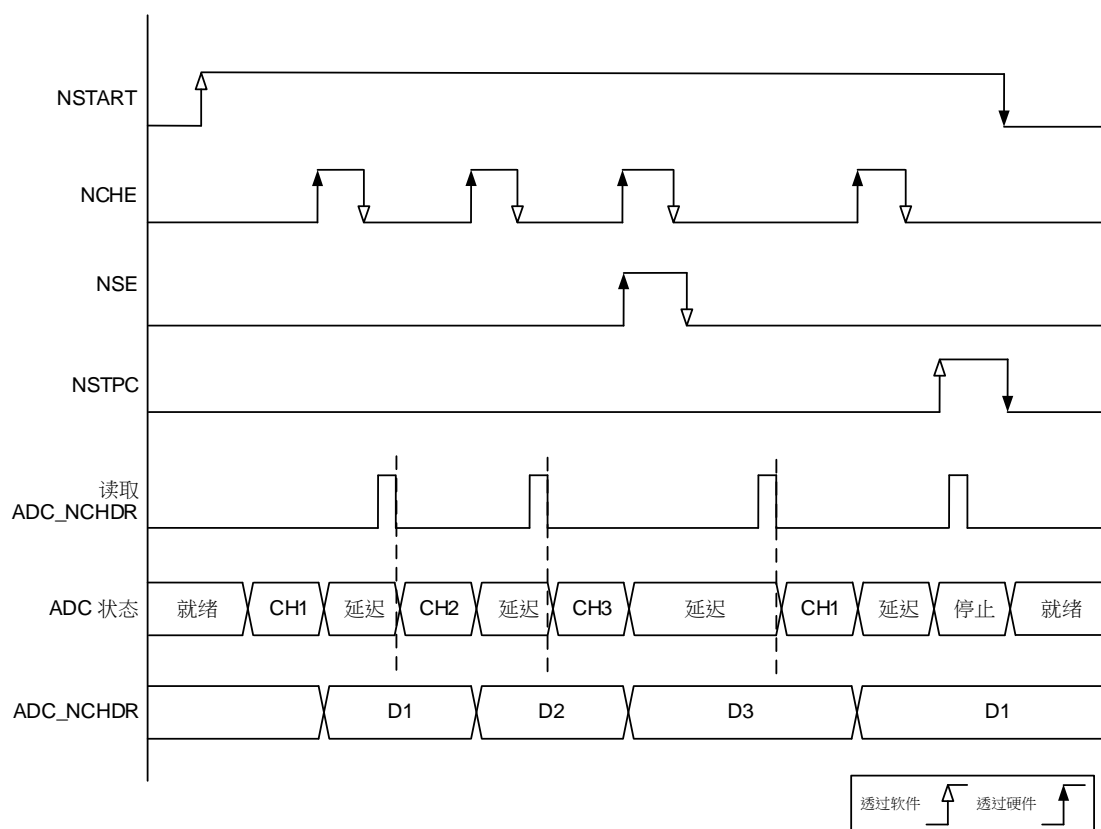 NSTART
NCHE
NSE
NSTPC
读取
ADC_NCHDR
ADC 状态
就绪 CH1 延迟 CH2 延迟 CH3 延迟 CH1 延迟 停止 就绪
ADC_NCHDR
D1 D2 D3 D1
透过软件 透过硬件